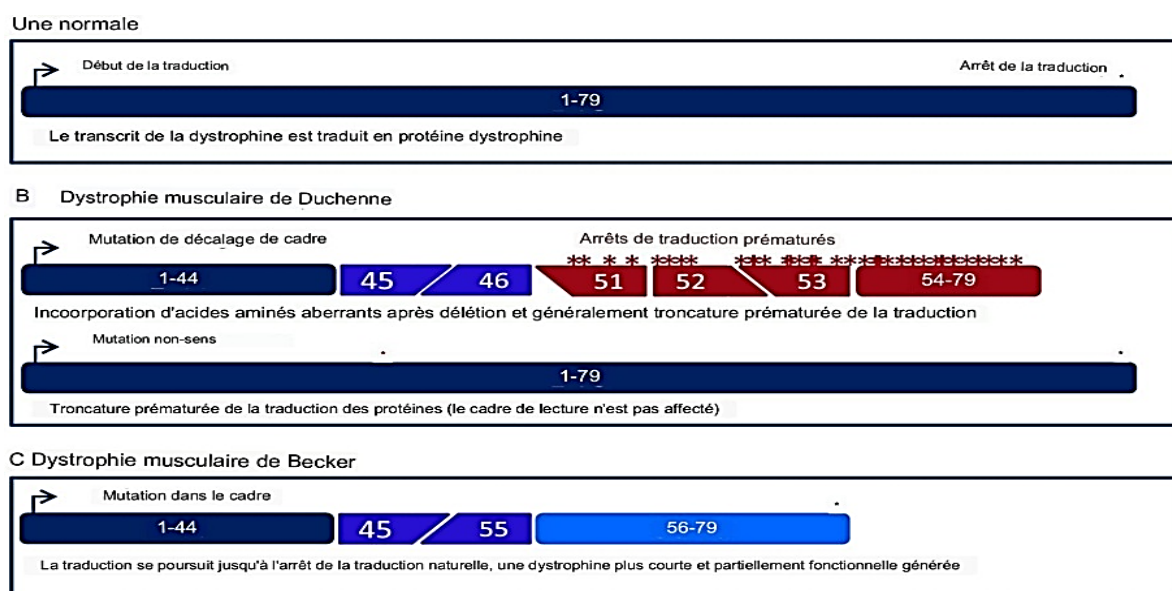 Une normale
Début de la traduction Arrêt de la traduction *
1-79
Le transcrit de la dystrophine est traduit en protéine dystrophine
B Dystrophie musculaire de Duchenne
Mutation de décalage de cadre Arrêts de traduction prématurés
1-44 45 46 51 52 53 54-79
Incoorporation d'acides aminés aberrants après délétion et généralement troncature prématurée de la traduction
Mutation non-sens
1-79
Troncature prématurée de la traduction des protéines (le cadre de lecture n'est pas affecté)
C Dystrophie musculaire de Becker
Mutation dans le cadre
1-44 45 55 56-79
La traduction se poursuit jusqu'à l'arrêt de la traduction naturelle, une dystrophine plus courte et partiellement fonctionnelle générée